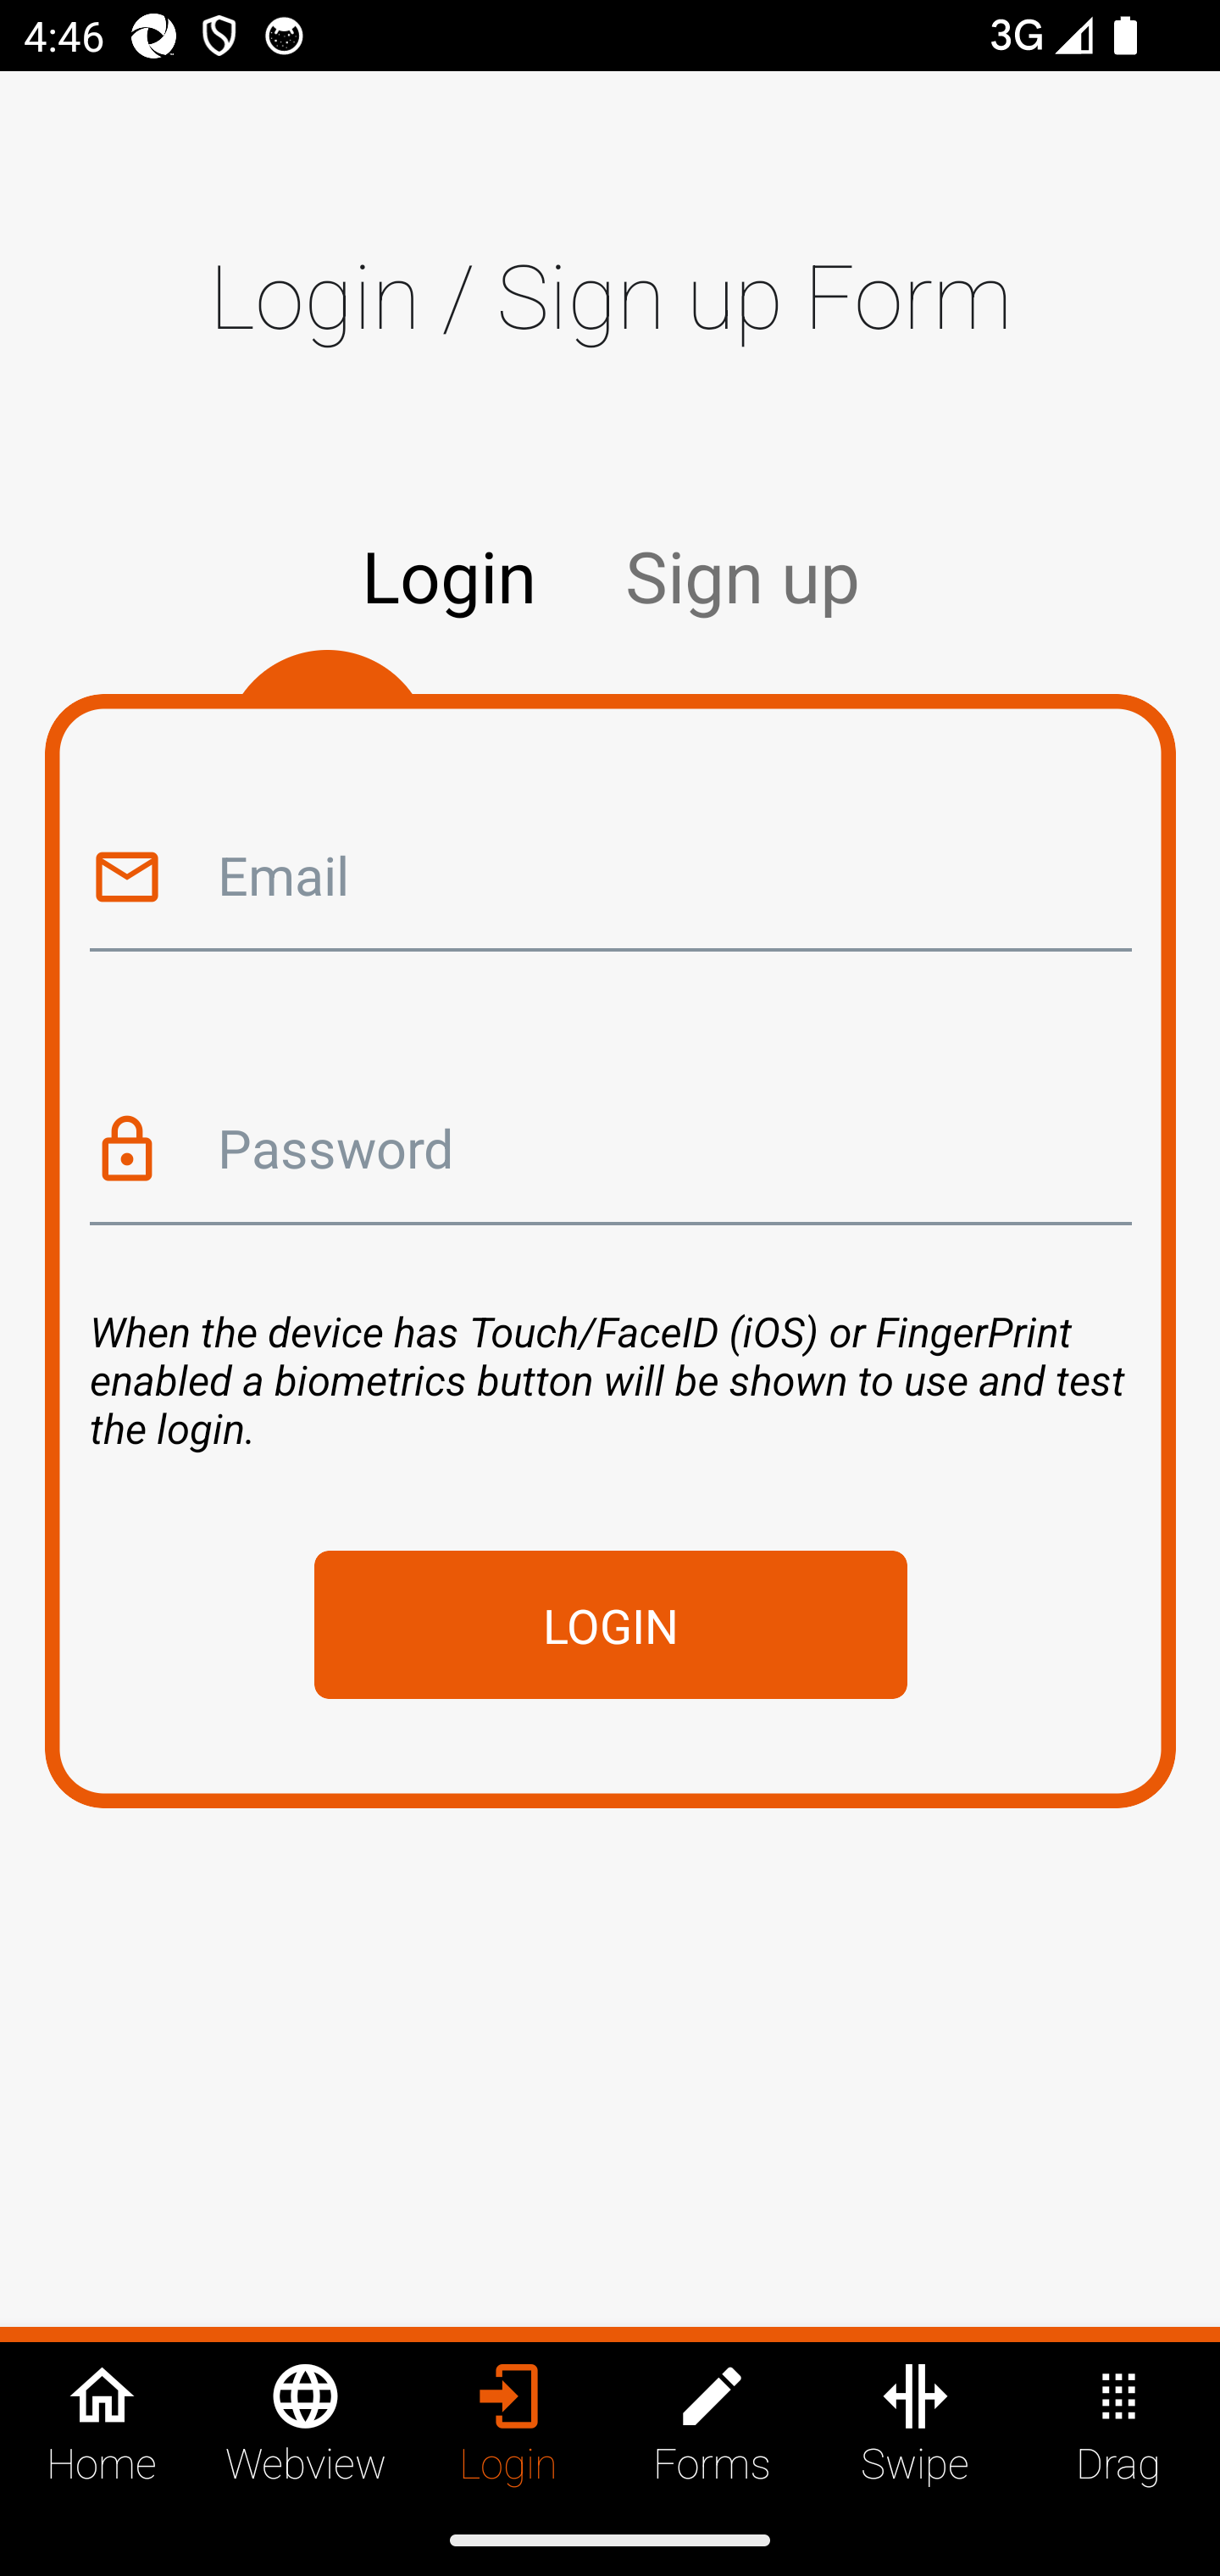 4:46
3G
Login / Sign up Form
Login
Sign up
Email
Password
When the device has Touch/FaceID (iOS) or FingerPrint
enabled a biometrics button will be shown to use and test
the login.
LOGIN
Home
Webview
Login
Forms
Swipe
Drag